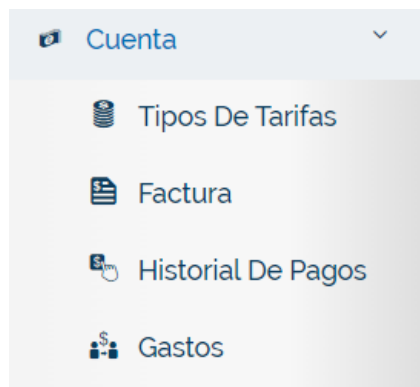 Cuenta
Tipos De Tarifas
Factura
Historial De Pagos
Gastos